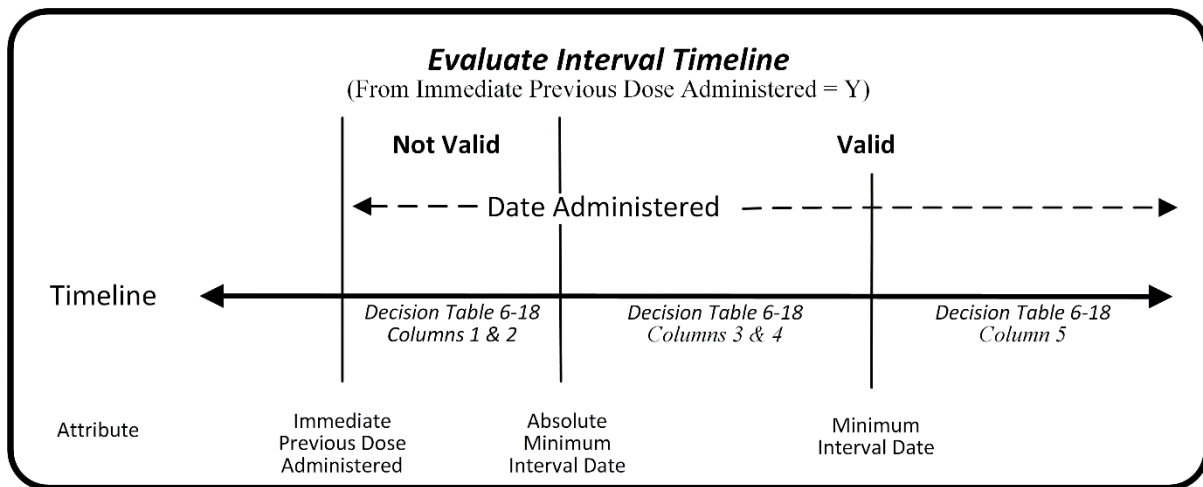 Evaluate Interval Timeline
(From Immediate Previous Dose Administered = Y)
Not Valid
Valid
Date Administered
Timeline
Decision Table 6-18
Columns 1 & 2
Decision Table 6-18
Columns 3 & 4
Decision Table 6-18
Column 5
Attribute
Immediate
Previous Dose
Administered
Absolute
Minimum
Interval Date
Minimum
Interval Date